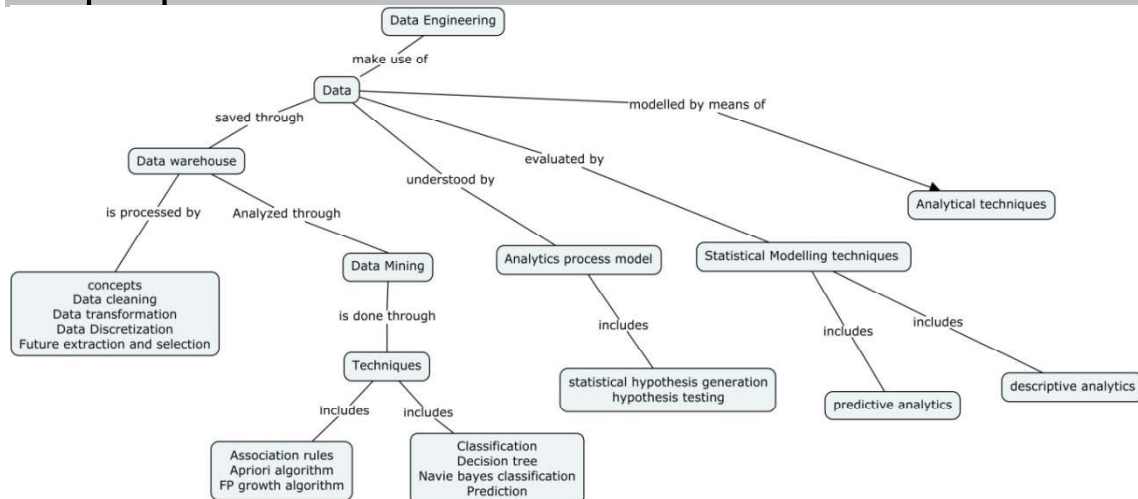 Data Engineering
make use of
Data
modelled by means of
saved through
evaluated by
Data warehouse
understood by
Analytical techniques
is processed by
Analyzed through
Data Mining
Analytics process model
Statistical Modelling techniques
concepts
Data cleaning
Data transformation
Data Discretization
Future extraction and selection
is done through
includes
includes
includes
Techniques
statistical hypothesis generation
hypothesis testing
predictive analytics
descriptive analytics
includes
includes
Association rules
Apriori algorithm
FP growth algorithm
Classification
Decision tree
Navie bayes classification
Prediction